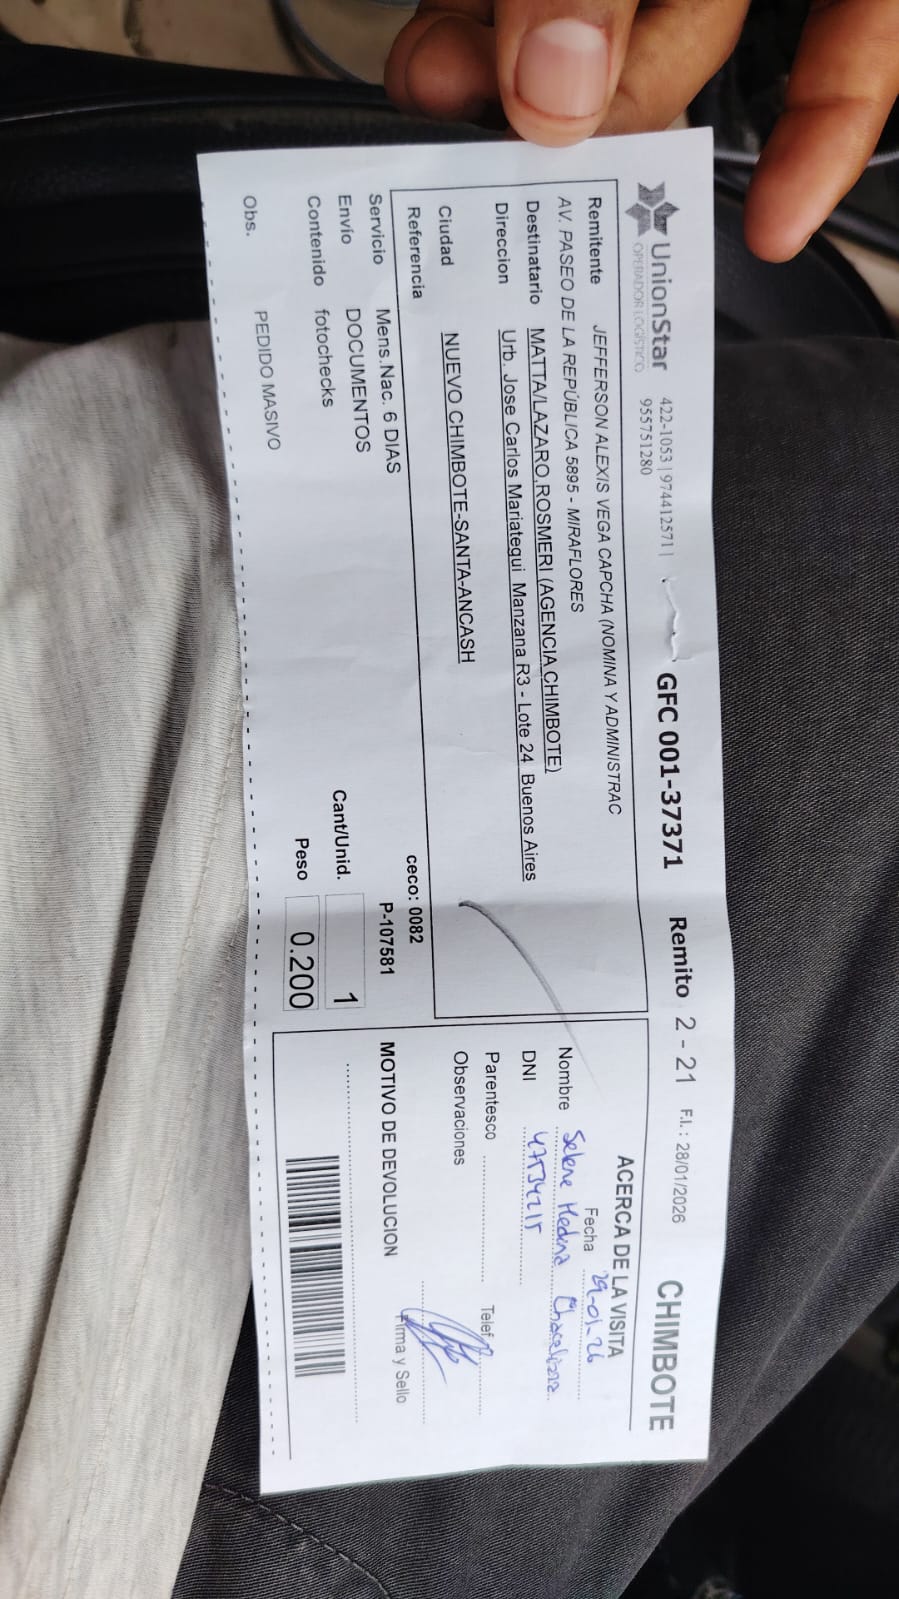 UnionStar
OPERADOR LOGÍSTICO
422-1053 | 974412571 |
955751280
GFC 001-37371
Remito 2 - 21
F.I.: 28/01/2026
CHIMBOTE
Remitente JEFFERSON ALEXIS VEGA CAPCHA (NOMINA Y ADMINISTRAC
AV. PASEO DE LA REPÚBLICA 5895 - MIRAFLORES
Destinatario MATTA/LAZARO,ROSMERI (AGENCIA CHIMBOTE)
Direccion Urb. Jose Carlos Mariategui Manzana R3 - Lote 24 Buenos Aires
Ciudad NUEVO CHIMBOTE-SANTA-ANCASH
Referencia
ceco: 0082
Servicio Mens.Nac. 6 DIAS
P-107581
Envío DOCUMENTOS
Cant/Unid. 1
Contenido fotochecks
Peso 0.200
Obs. PEDIDO MASIVO
ACERCA DE LA VISITA
Fecha 29-01-26
Nombre Selene Medina
DNI 47534215
Parentesco
Telef
Observaciones
Firma y Sello
MOTIVO DE DEVOLUCION